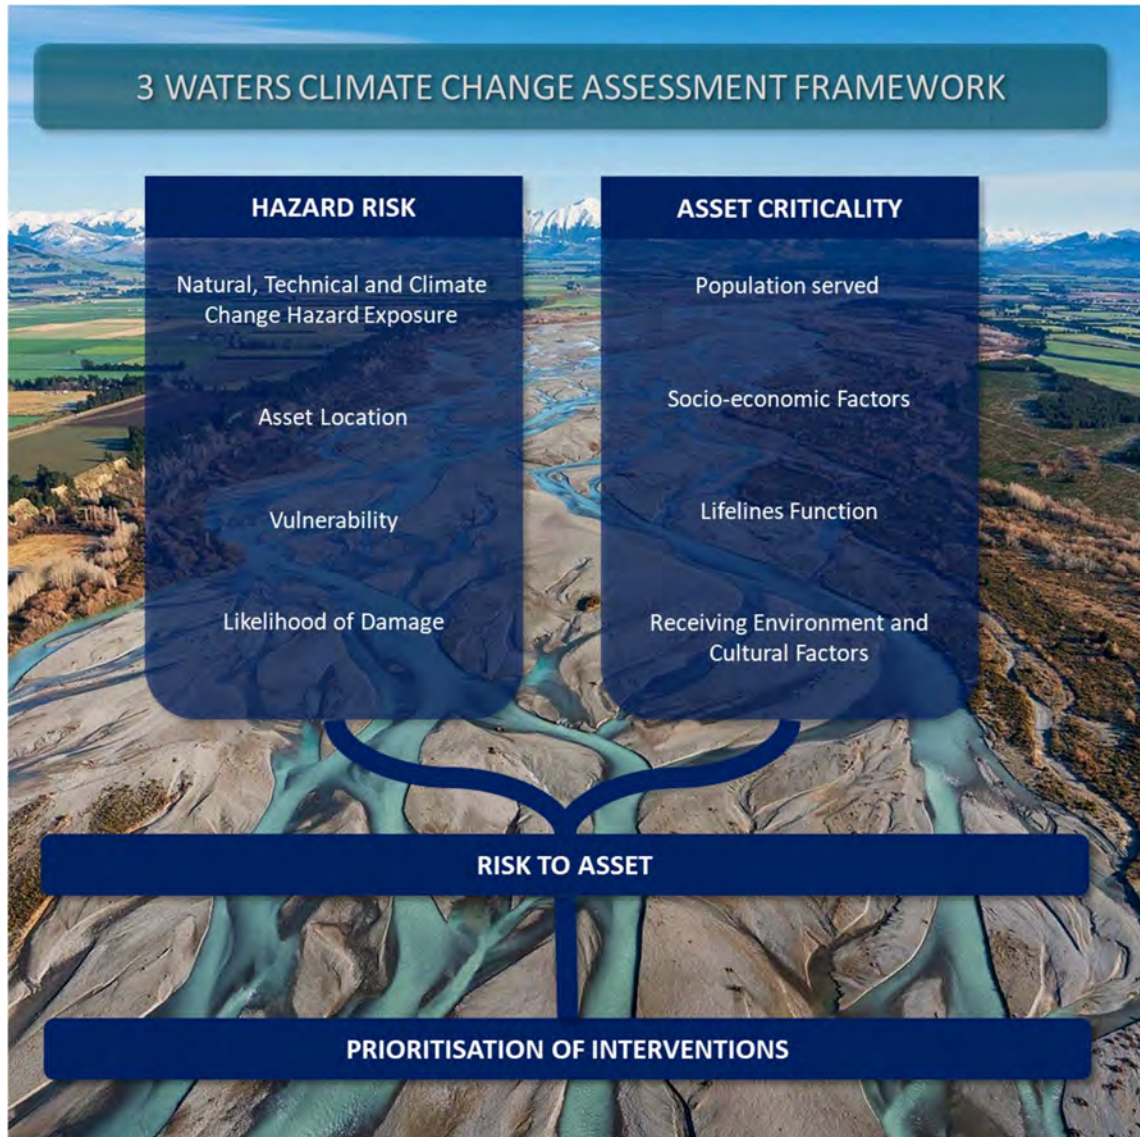 3 WATERS CLIMATE CHANGE ASSESSMENT FRAMEWORK
HAZARD RISK
Natural, Technical and Climate
Change Hazard Exposure
Asset Location
Vulnerability
Likelihood of Damage
ASSET CRITICALITY
Population served
Socio-economic Factors
Lifelines Function
Receiving Environment and
Cultural Factors
RISK TO ASSET
PRIORITISATION OF INTERVENTIONS